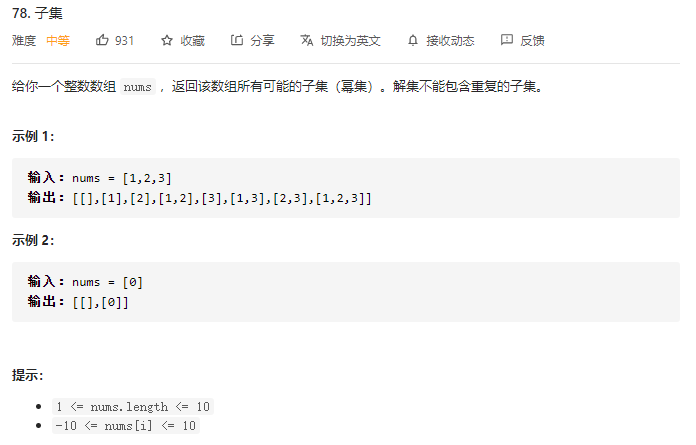 78. 子集
难度 中等 931 收藏 分享 切换为英文 接收动态 反馈
给你一个整数数组 nums ，返回该数组所有可能的子集（幂集）。解集不能包含重复的子集。
示例 1：
输入：nums = [1,2,3]
输出：[[],[1],[2],[1,2],[3],[1,3],[2,3],[1,2,3]]
示例 2：
输入：nums = [0]
输出：[[],[0]]
提示：
1 <= nums.length <= 10
-10 <= nums[i] <= 10